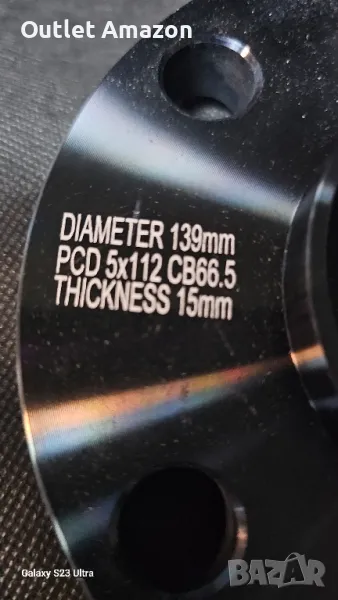 Outlet Amazon
DIAMETER 139mm
PCD 5x112 CB66.5
THICKNESS 15mm
Galaxy S23 Ultra
BAZAR